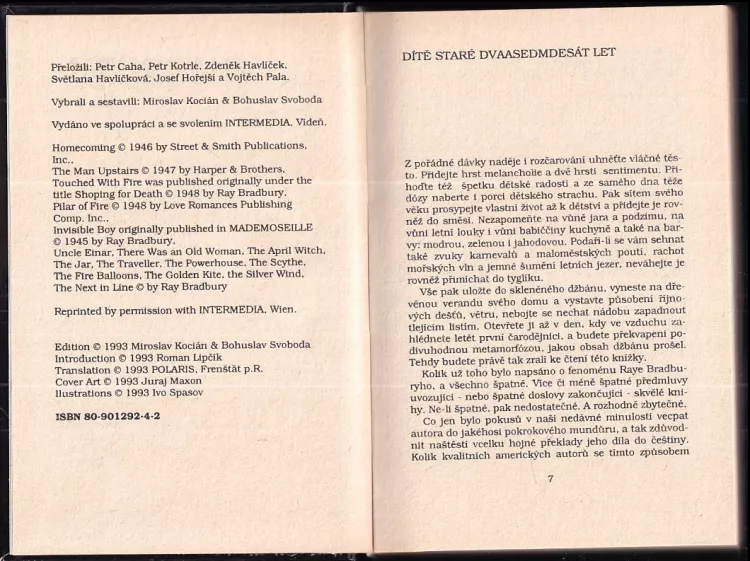 Přeložili: Petr Caha, Petr Kotrle, Zdeněk Havlíček,
Světlana Havlíčková, Josef Hořejší a Vojtěch Pala.
Vybrali a sestavili: Miroslav Kocián & Bohuslav Svoboda
Vydáno ve spolupráci a se svolením INTERMEDIA, Vídeň.
Homecoming © 1946 by Street & Smith Publications,
Inc.,
The Man Upstairs © 1947 by Harper & Brothers,
Touched With Fire was published originally under the
title Shoping for Death © 1948 by Ray Bradbury,
Pilar of Fire © 1948 by Love Romances Publishing
Comp. Inc.,
Invisible Boy originally published in MADEMOSEILLE
© 1945 by Ray Bradbury,
Uncle Einar, There Was an Old Woman, The April Witch,
The Jar, The Traveller, The Powerhouse, The Scythe,
The Fire Balloons, The Golden Kite, the Silver Wind,
The Next in Line © by Ray Bradbury
Reprinted by permission with INTERMEDIA, Wien.
Edition © 1993 Miroslav Kocián & Bohuslav Svoboda
Introduction © 1993 Roman Lipčík
Translation © 1993 POLARIS, Frenštát p.R.
Cover Art © 1993 Juraj Maxon
Ilustrations © 1993 Ivo Spasov
ISBN 80-901292-4-2
DÍTĚ STARÉ DVAASEDMDESÁT LET
Z pořádné dávky naděje i rozčarování uhněťte vláčné těs-
to. Přidejte hrst melancholie a dvě hrsti sentimentu. Při-
hoďte též špetku dětské radosti a ze samého dna téže
dózy naberte i porci dětského strachu. Pak sítem svého
věku prosypejte vlastní život až k dětství a přidejte je rov-
něž do směsi. Nezapomeňte na vůně jara a podzimu, na
vůni letní louky i vůni babiččiny kuchyně a také na bar-
vy: modrou, zelenou i jahodovou. Podaří-li se vám sehnat
také zvuky karnevalů a maloměstských poutí, rachot
mořských vln a jemné šumění letních jezer, neváhejte je
rovněž přimíchat do tyglíku.
Vše pak uložte do skleněného džbánu, vyneste na dře-
věnou verandu svého domu a vystavte působení říjno-
vých dešťů, větru, nebojte se nechat nádobu zapadnout
tlejícím listím. Otevřete ji až v den, kdy ve vzduchu za-
hlédnete letět první čarodějnici, a budete překvapeni po-
divuhodnou metamorfózou, jakou obsah džbánu prošel.
Tehdy budete právě tak zralí ke čtení této knížky.
Kolik už toho bylo napsáno o fenoménu Raye Bradbu-
ryho, a všechno špatně. Více či méně špatné předmluvy
uvozující - nebo špatné doslovy zakončující - skvělé kni-
hy. Ne-li špatné, pak nedostatečné. A rozhodně zbytečné.
Co jen bylo pokusů v naší nedávné minulosti vecpat
autora do jakéhosi pokrokového mundúru, a tak zdůvod-
nit naštěstí vcelku hojné překlady jeho díla do češtiny.
Kolik kvalitních amerických autorů se tímto způsobem
7